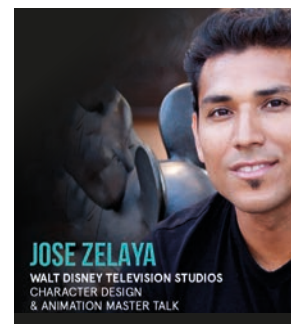 JOSE ZELAYA
WALT DISNEY TELEVISION STUDIOS
CHARACTER DESIGN
& ANIMATION MASTER TALK